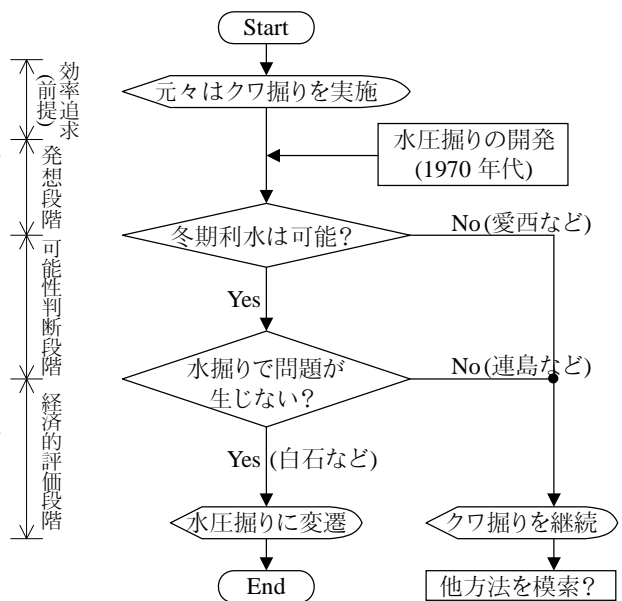 Start
効率追求
(前提)
元々はクワ掘りを実施
水圧掘りの開発
(1970 年代)
発想段階
冬期利水は可能?
No (愛西など)
Yes
可能性判断段階
水掘りで問題が
生じない?
No (連島など)
Yes (白石など)
経済的評価段階
水圧掘りに変遷
クワ掘りを継続
End
他方法を模索?